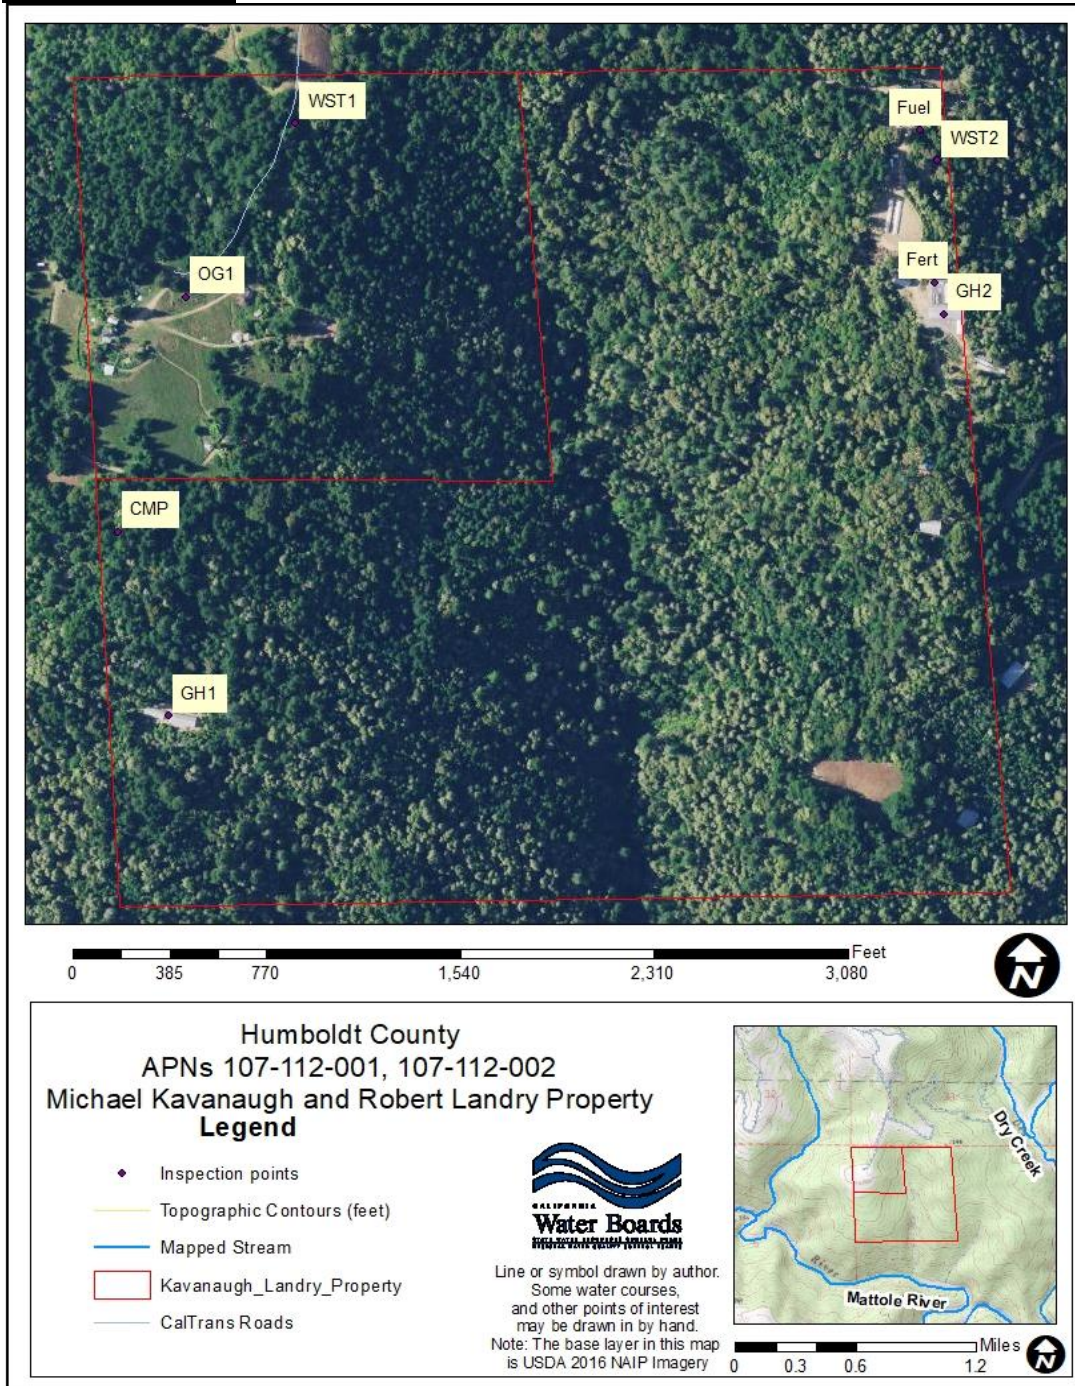 WST1
Fuel
WST2
OG1
Fert
GH2
CMP
GH1
0 385 770 1,540 2,310 3,080 Feet
N
Humboldt County
APNs 107-112-001, 107-112-002
Michael Kavanaugh and Robert Landry Property
Legend
Inspection points
Topographic Contours (feet)
Mapped Stream
Kavanaugh_Landry_Property
CalTrans Roads
CALIFORNIA
Water Boards
Line or symbol drawn by author.
Some water courses,
and other points of interest
may be drawn in by hand.
Note: The base layer in this map
is USDA 2016 NAIP Imagery
Dry Creek
River
Mattole River
0 0.3 0.6 1.2 Miles
N